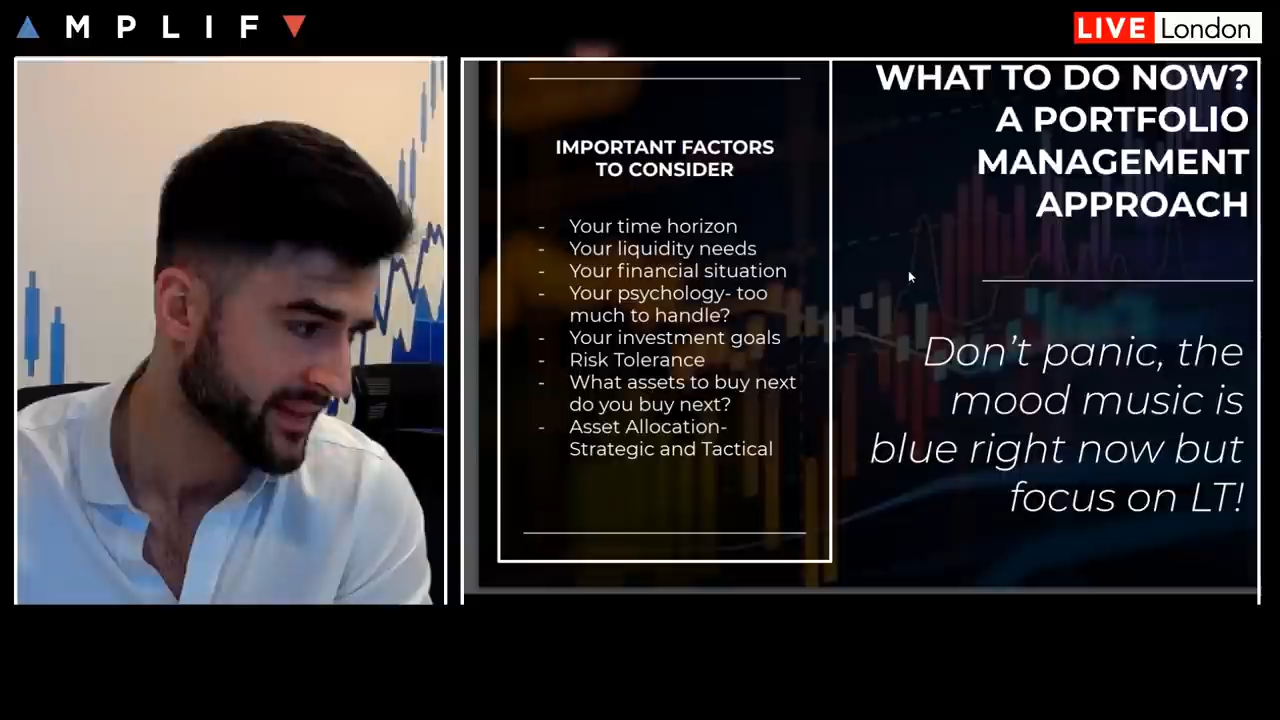 ▲ M P L I F ▼
LIVE London
IMPORTANT FACTORS
TO CONSIDER
- Your time horizon
- Your liquidity needs
- Your financial situation
- Your psychology- too
much to handle?
- Your investment goals
- Risk Tolerance
- What assets to buy next
do you buy next?
- Asset Allocation-
Strategic and Tactical
WHAT TO DO NOW?
A PORTFOLIO
MANAGEMENT
APPROACH
Don't panic, the
mood music is
blue right now but
focus on LT!